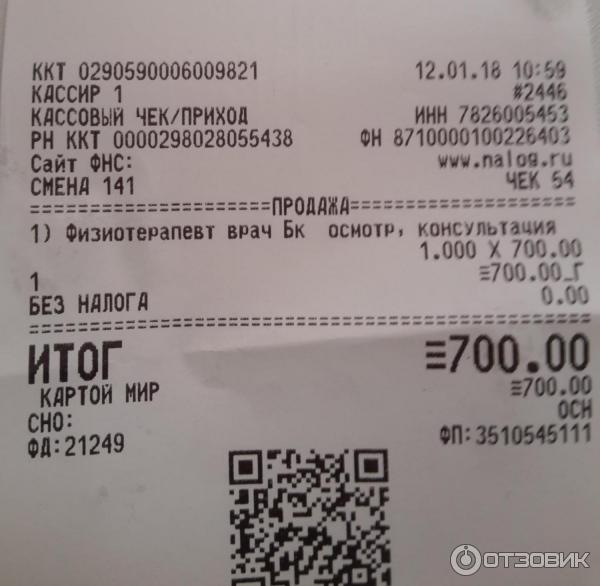 ККТ 0290590006009821 12.01.18 10:59
КАССИР 1 #2446
КАССОВЫЙ ЧЕК/ПРИХОД ИНН 7826005453
РН ККТ 0000298028055438 ФН 8710000100226403
Сайт ФНС: www.nalog.ru
СМЕНА 141 ЧЕК 54
=====================ПРОДАЖА=====================
1) Физиотерапевт врач Бк осмотр, консультация
1.000 X 700.00
1 ≡700.00_Г
БЕЗ НАЛОГА 0.00
ИТОГ ≡700.00
КАРТОЙ МИР ≡700.00
СНО: ОСН
ФД:21249 ФП:3510545111
ОТЗОВИК